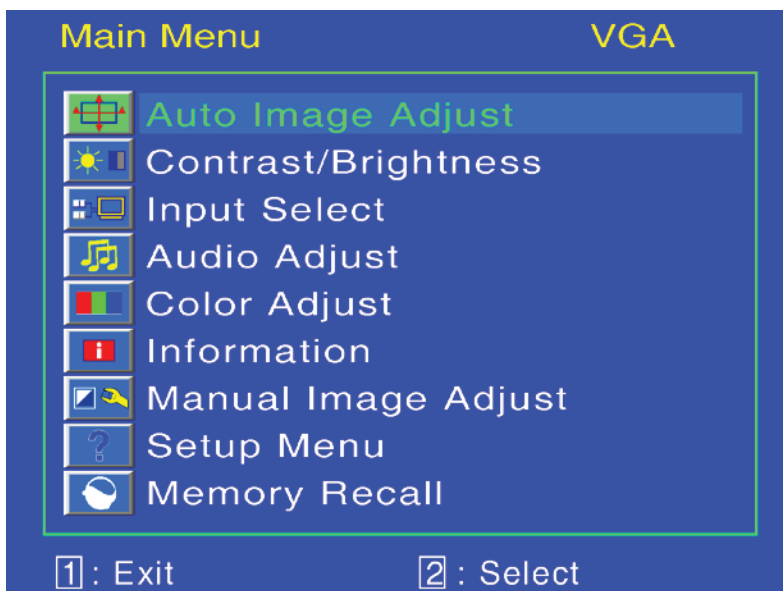 Main Menu VGA
Auto Image Adjust
Contrast/Brightness
Input Select
Audio Adjust
Color Adjust
i Information
Manual Image Adjust
? Setup Menu
Memory Recall
1 : Exit 2 : Select